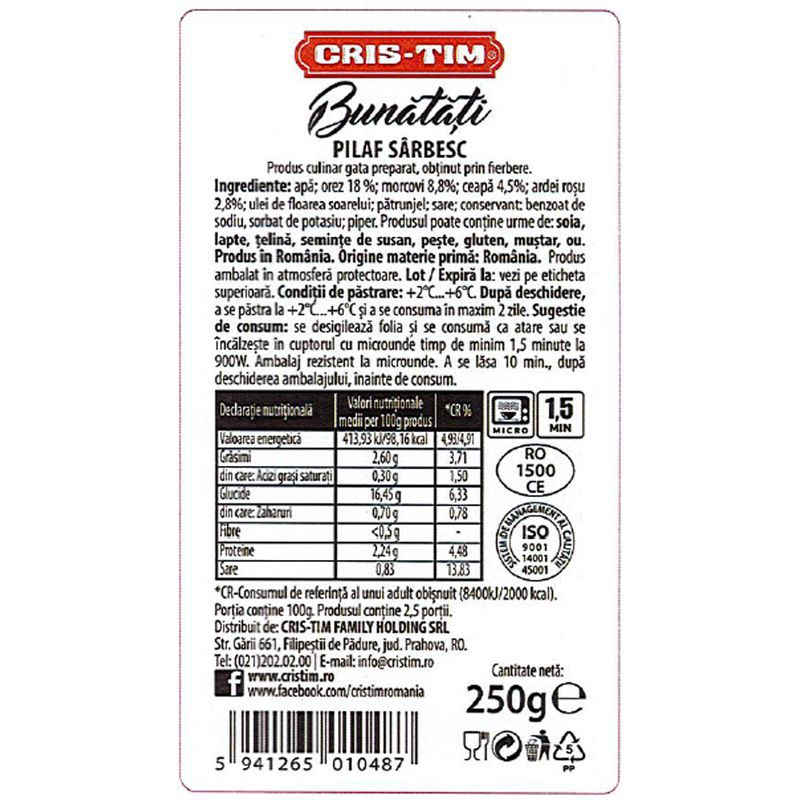 CRIS-TIM®
Bunătăți
PILAF SÂRBESC
Produs culinar gata preparat, obținut prin fierbere.
Ingrediente: apă; orez 18 %; morcovi 8,8%; ceapă 4,5%; ardei roșu
2,8%; ulei de floarea soarelui; pătrunjel; sare; conservant: benzoat de
sodiu, sorbat de potasiu; piper. Produsul poate conține urme de: soia,
lapte, țelină, semințe de susan, pește, gluten, muștar, ou.
Produs în România. Origine materie primă: România. Produs
ambalat în atmosferă protectoare. Lot / Expiră la: vezi pe eticheta
superioară. Condiții de păstrare: +2°C...+6°C. După deschidere,
a se păstra la +2°C...+6°C și a se consuma în maxim 2 zile. Sugestie
de consum: se desigilează folia și se consumă ca atare sau se
încălzește în cuptorul cu microunde timp de minim 1,5 minute la
900W. Ambalaj rezistent la microunde. A se lăsa 10 min., după
deschiderea ambalajului, înainte de consum.
Declarație nutrițională Valori nutriționale medii per 100g produs *CR %
Valoarea energetică 413,93 kJ/98,16 kcal 4,93/4,91
Grăsimi 2,60 g 3,71
din care: Acizi grași saturați 0,30 g 1,50
Glucide 16,45 g 6,33
din care: Zaharuri 0,70 g 0,78
Fibre <0,5 g -
Proteine 2,24 g 4,48
Sare 0,83 13,83
MICRO
1,5
MIN
RO
1500
CE
SISTEM DE MANAGEMENT AL CALITĂȚII
ISO
9001
14001
45001
*CR-Consumul de referință al unui adult obișnuit (8400kJ/2000 kcal).
Porția conține 100g. Produsul conține 2,5 porții.
Distribuit de: CRIS-TIM FAMILY HOLDING SRL
Str. Gării 661, Filipeștii de Pădure, jud. Prahova, RO.
Tel: (021)202.02.00 | E-mail: info@cristim.ro
f www.cristim.ro
www.facebook.com/cristimromania
Cantitate netă:
250g e
5 941265 010487
5
PP